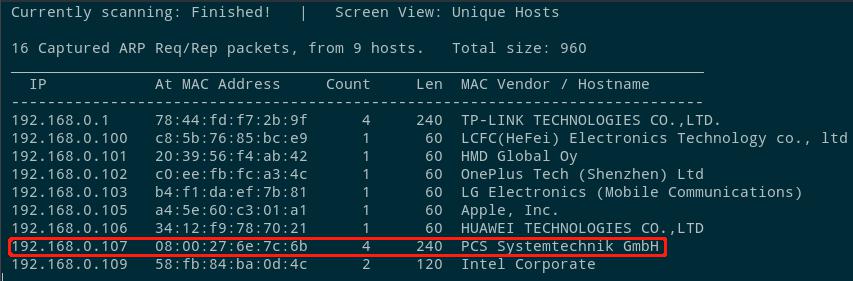 Currently scanning: Finished!   |   Screen View: Unique Hosts
16 Captured ARP Req/Rep packets, from 9 hosts.   Total size: 960
IP            At MAC Address     Count     Len  MAC Vendor / Hostname
-----------------------------------------------------------------------------
192.168.0.1     78:44:fd:f7:2b:9f      4     240  TP-LINK TECHNOLOGIES CO.,LTD.
192.168.0.100   c8:5b:76:85:bc:e9      1      60  LCFC(HeFei) Electronics Technology co., ltd
192.168.0.101   20:39:56:f4:ab:42      1      60  HMD Global Oy
192.168.0.102   c0:ee:fb:fc:a3:4c      1      60  OnePlus Tech (Shenzhen) Ltd
192.168.0.103   b4:f1:da:ef:7b:81      1      60  LG Electronics (Mobile Communications)
192.168.0.105   a4:5e:60:c3:01:a1      1      60  Apple, Inc.
192.168.0.106   34:12:f9:78:70:21      1      60  HUAWEI TECHNOLOGIES CO.,LTD
192.168.0.107   08:00:27:6e:7c:6b      4     240  PCS Systemtechnik GmbH
192.168.0.109   58:fb:84:ba:0d:4c      2     120  Intel Corporate